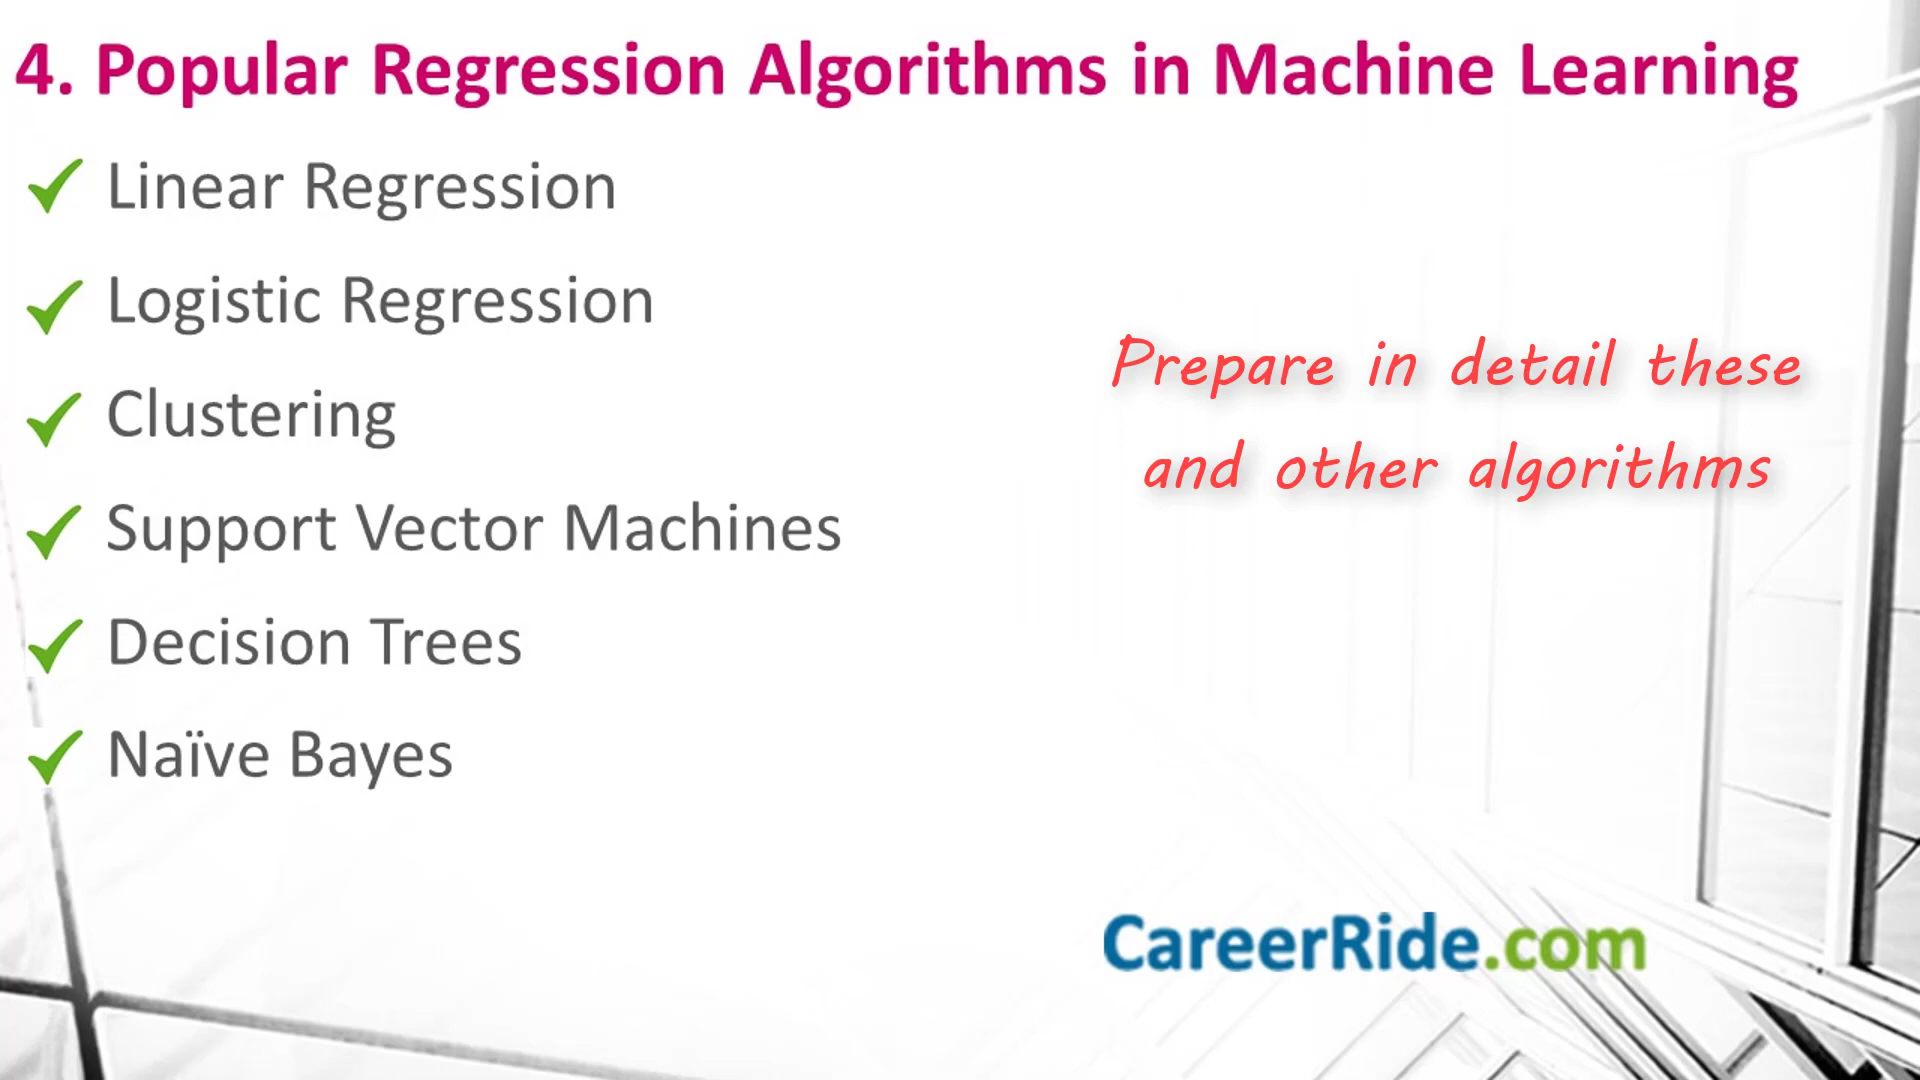 4. Popular Regression Algorithms in Machine Learning
Linear Regression
Logistic Regression
Clustering
Support Vector Machines
Decision Trees
Naïve Bayes
Prepare in detail these
and other algorithms
CareerRide.com